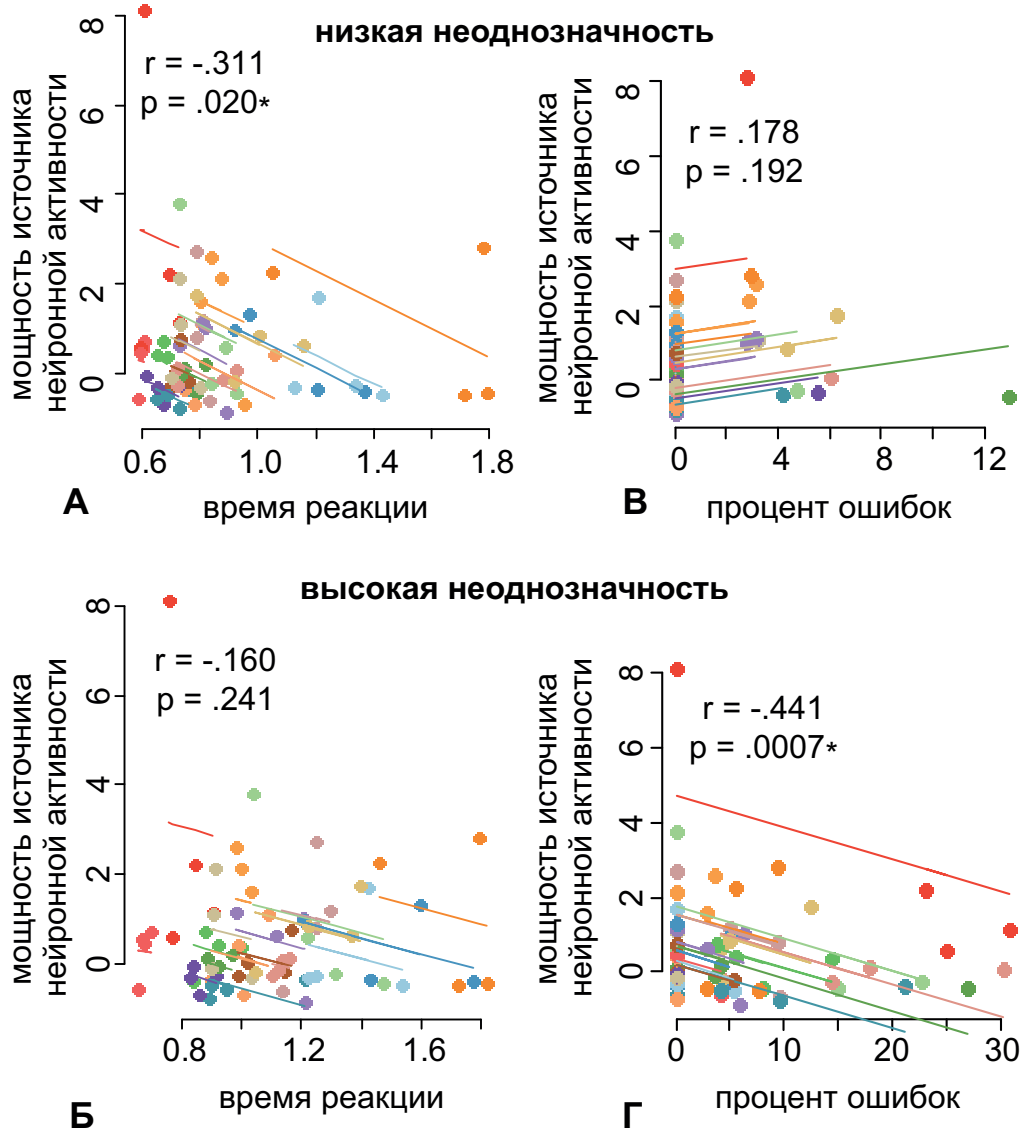 низкая неоднозначность
r = -.311
p = .020*
мощность источника
нейронной активности
0 2 4 6 8
0.6 1.0 1.4 1.8
время реакции
А
r = .178
p = .192
мощность источника
нейронной активности
0 2 4 6 8
0 4 8 12
процент ошибок
В
высокая неоднозначность
r = -.160
p = .241
мощность источника
нейронной активности
0 2 4 6 8
0.8 1.2 1.6
время реакции
Б
r = -.441
p = .0007*
мощность источника
нейронной активности
0 2 4 6 8
0 10 20 30
процент ошибок
Г